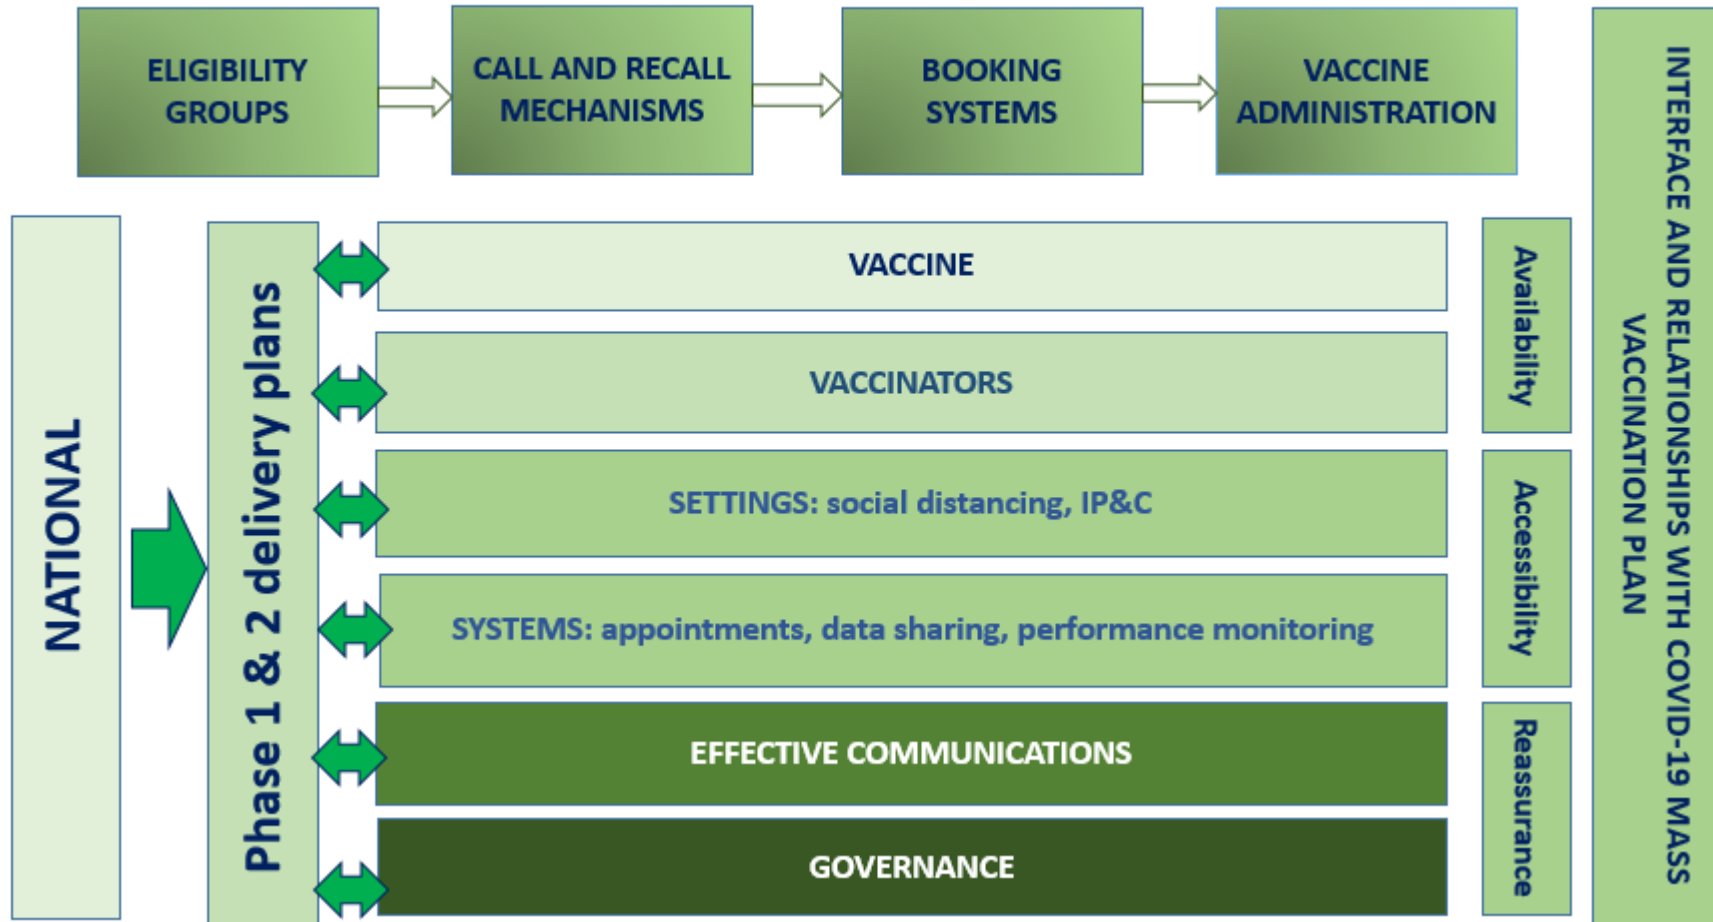 ELIGIBILITY
GROUPS
CALL AND RECALL
MECHANISMS
BOOKING
SYSTEMS
VACCINE
ADMINISTRATION
NATIONAL
Phase 1 & 2 delivery plans
VACCINE
VACCINATORS
SETTINGS: social distancing, IP&C
SYSTEMS: appointments, data sharing, performance monitoring
EFFECTIVE COMMUNICATIONS
GOVERNANCE
Availability
Accessibility
Reassurance
INTERFACE AND RELATIONSHIPS WITH COVID-19 MASS
VACCINATION PLAN